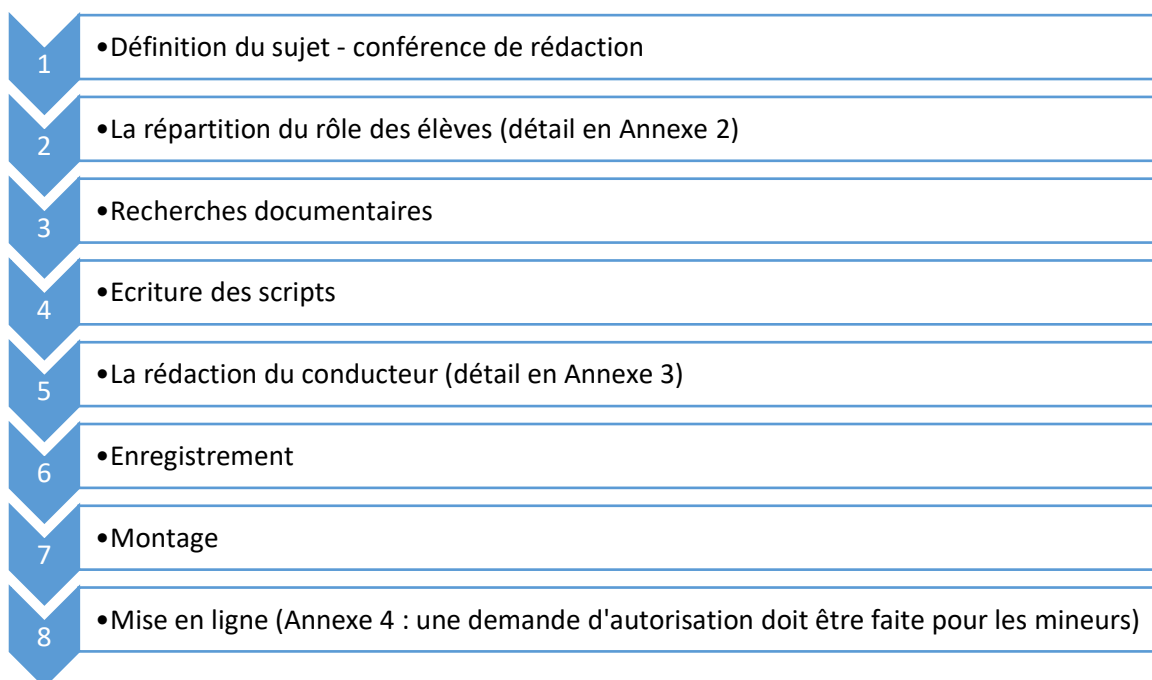 1
•Définition du sujet - conférence de rédaction
2
•La répartition du rôle des élèves (détail en Annexe 2)
3
•Recherches documentaires
4
•Ecriture des scripts
5
•La rédaction du conducteur (détail en Annexe 3)
6
•Enregistrement
7
•Montage
8
•Mise en ligne (Annexe 4 : une demande d'autorisation doit être faite pour les mineurs)